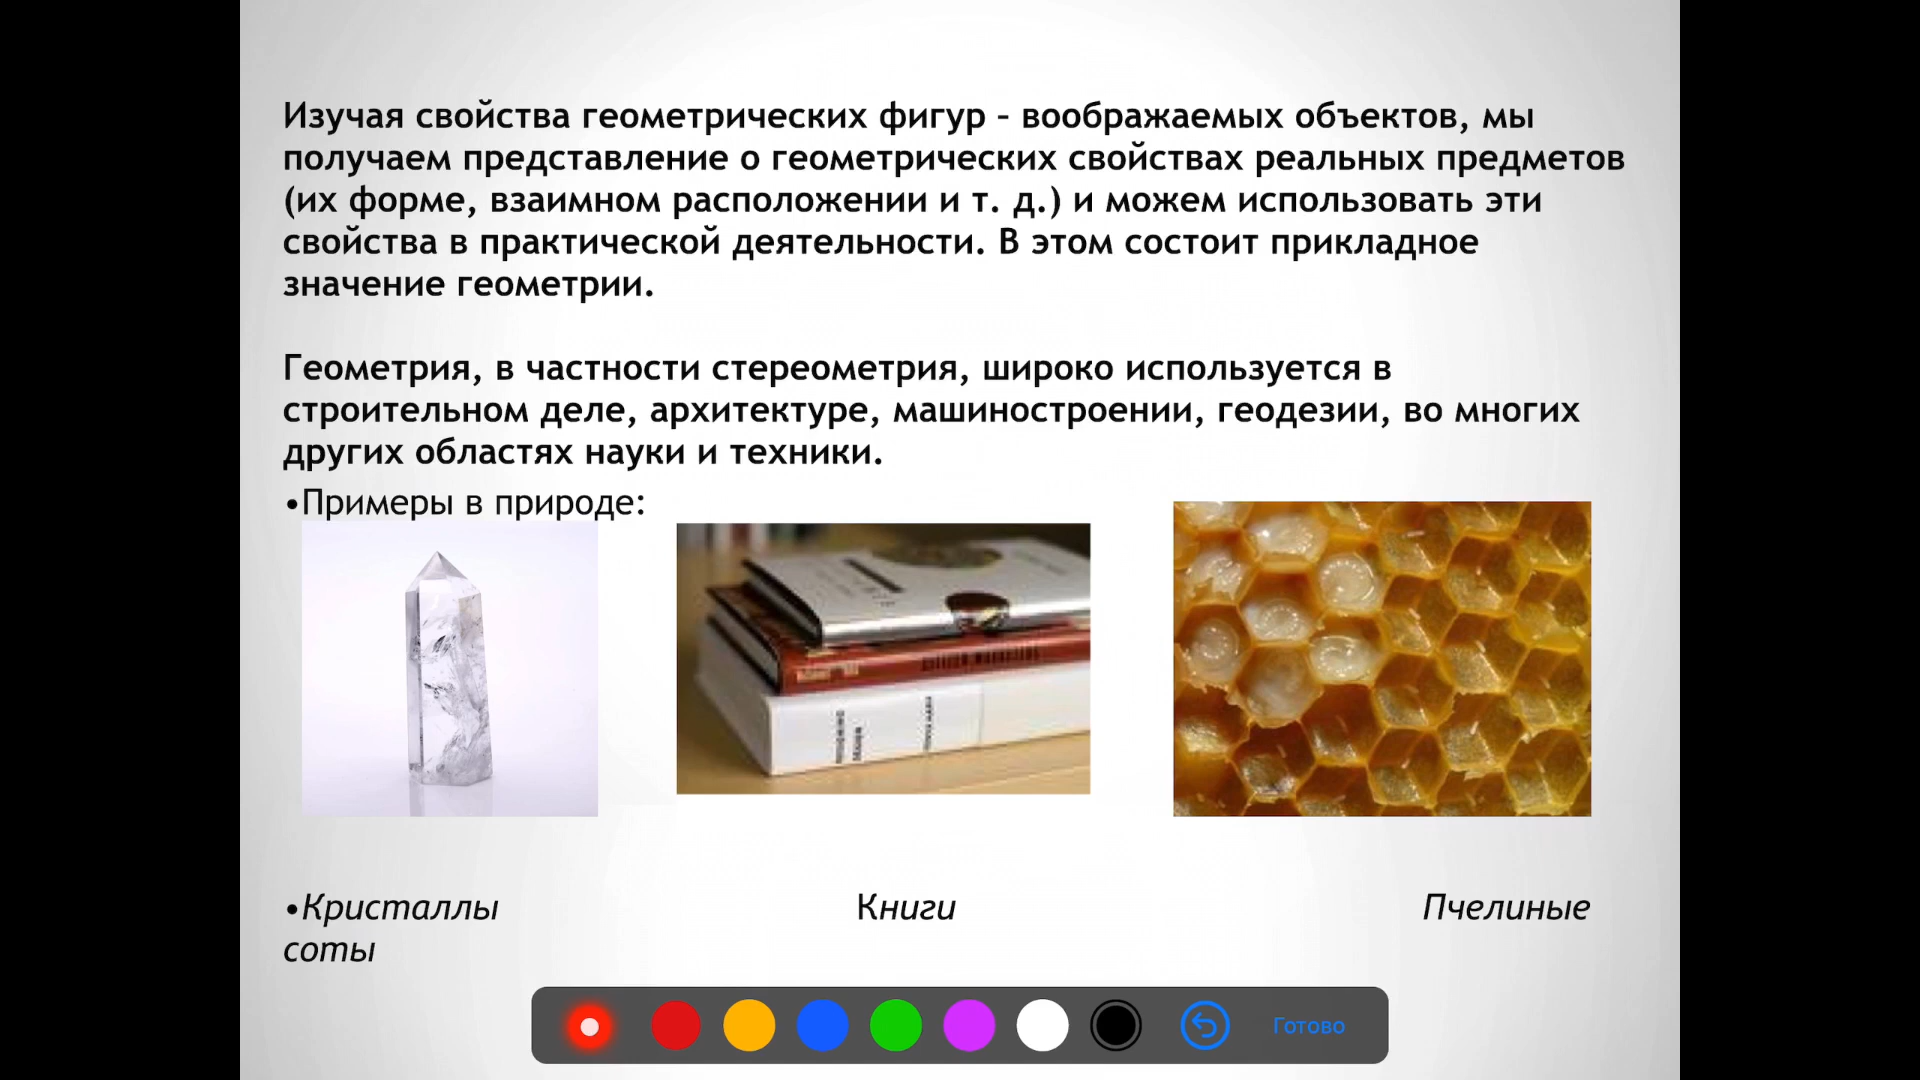 Изучая свойства геометрических фигур – воображаемых объектов, мы
получаем представление о геометрических свойствах реальных предметов
(их форме, взаимном расположении и т. д.) и можем использовать эти
свойства в практической деятельности. В этом состоит прикладное
значение геометрии.
Геометрия, в частности стереометрия, широко используется в
строительном деле, архитектуре, машиностроении, геодезии, во многих
других областях науки и техники.
•Примеры в природе:
•Кристаллы Книги Пчелиные
соты
Готово